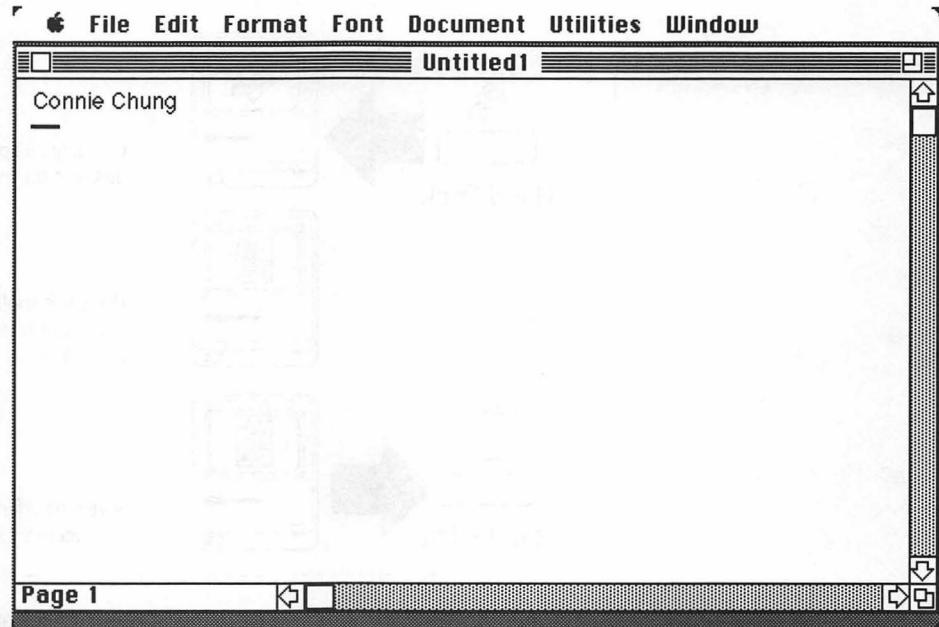 File Edit Format Font Document Utilities Window
Untitled1
Connie Chung
Page 1